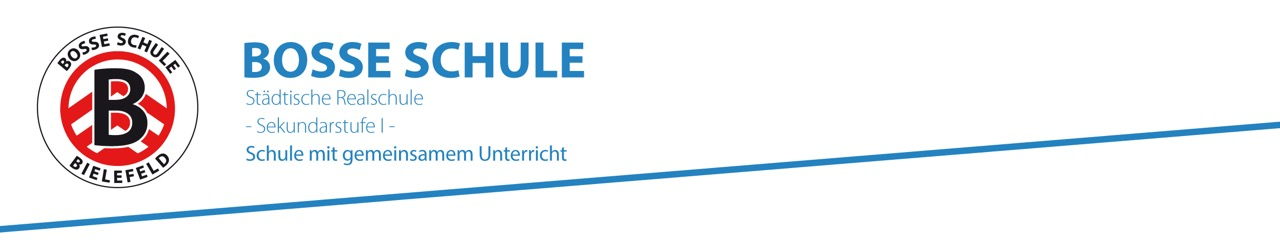 BOSSE SCHULE
B
BIELEFELD
BOSSE SCHULE
Städtische Realschule
- Sekundarstufe I -
Schule mit gemeinsamem Unterricht